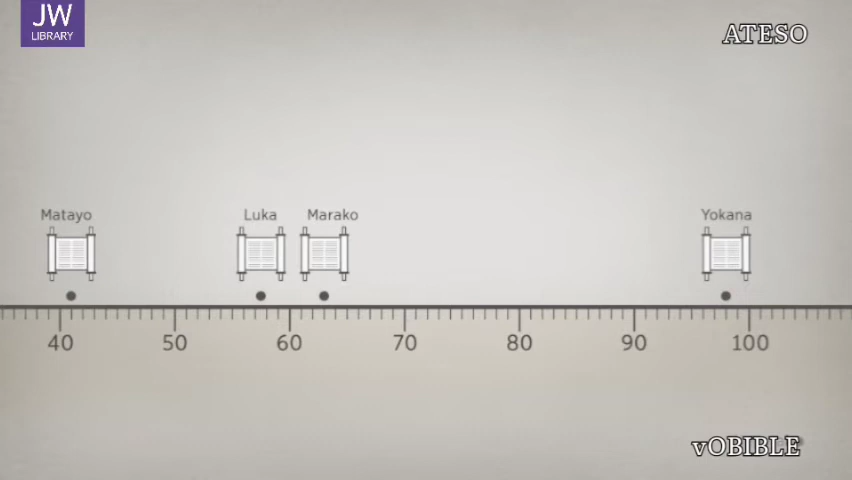 JW
LIBRARY
ATESO
Matayo Luka Marako Yokana
40 50 60 70 80 90 100
vOBIBLE